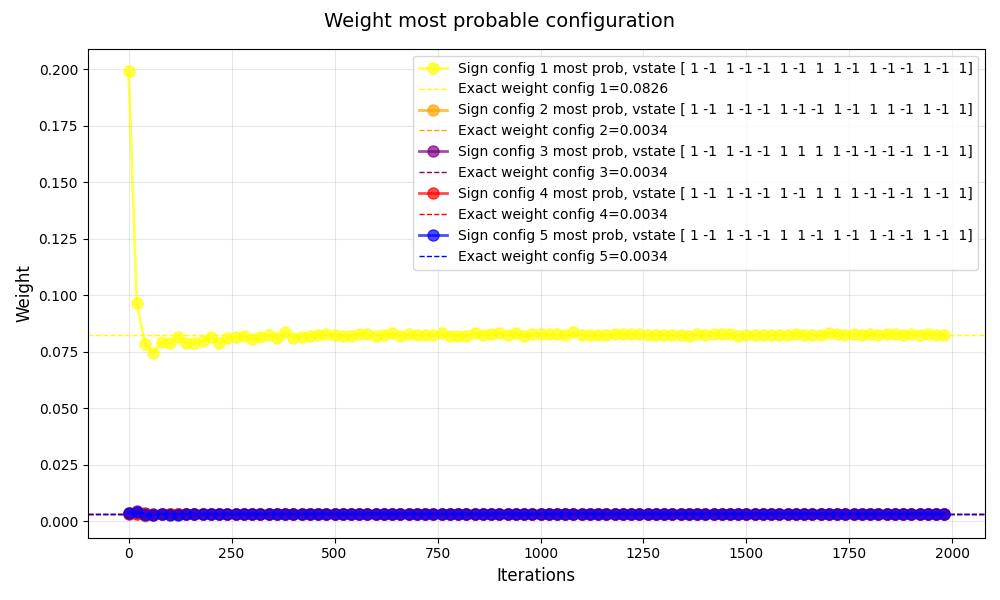 Weight most probable configuration
Sign config 1 most prob, vstate [ 1 -1  1 -1 -1  1 -1  1  1 -1  1 -1 -1  1 -1  1]
Exact weight config 1=0.0826
Sign config 2 most prob, vstate [ 1 -1  1 -1 -1  1 -1 -1  1 -1  1  1 -1  1 -1  1]
Exact weight config 2=0.0034
Sign config 3 most prob, vstate [ 1 -1  1 -1 -1  1  1  1  1 -1 -1 -1 -1  1 -1  1]
Exact weight config 3=0.0034
Sign config 4 most prob, vstate [ 1 -1  1 -1 -1  1 -1  1  1  1 -1 -1 -1  1 -1  1]
Exact weight config 4=0.0034
Sign config 5 most prob, vstate [ 1 -1  1 -1 -1  1  1 -1  1 -1  1 -1 -1  1 -1  1]
Exact weight config 5=0.0034
Weight
0.200
0.175
0.150
0.125
0.100
0.075
0.050
0.025
0.000
0 250 500 750 1000 1250 1500 1750 2000
Iterations